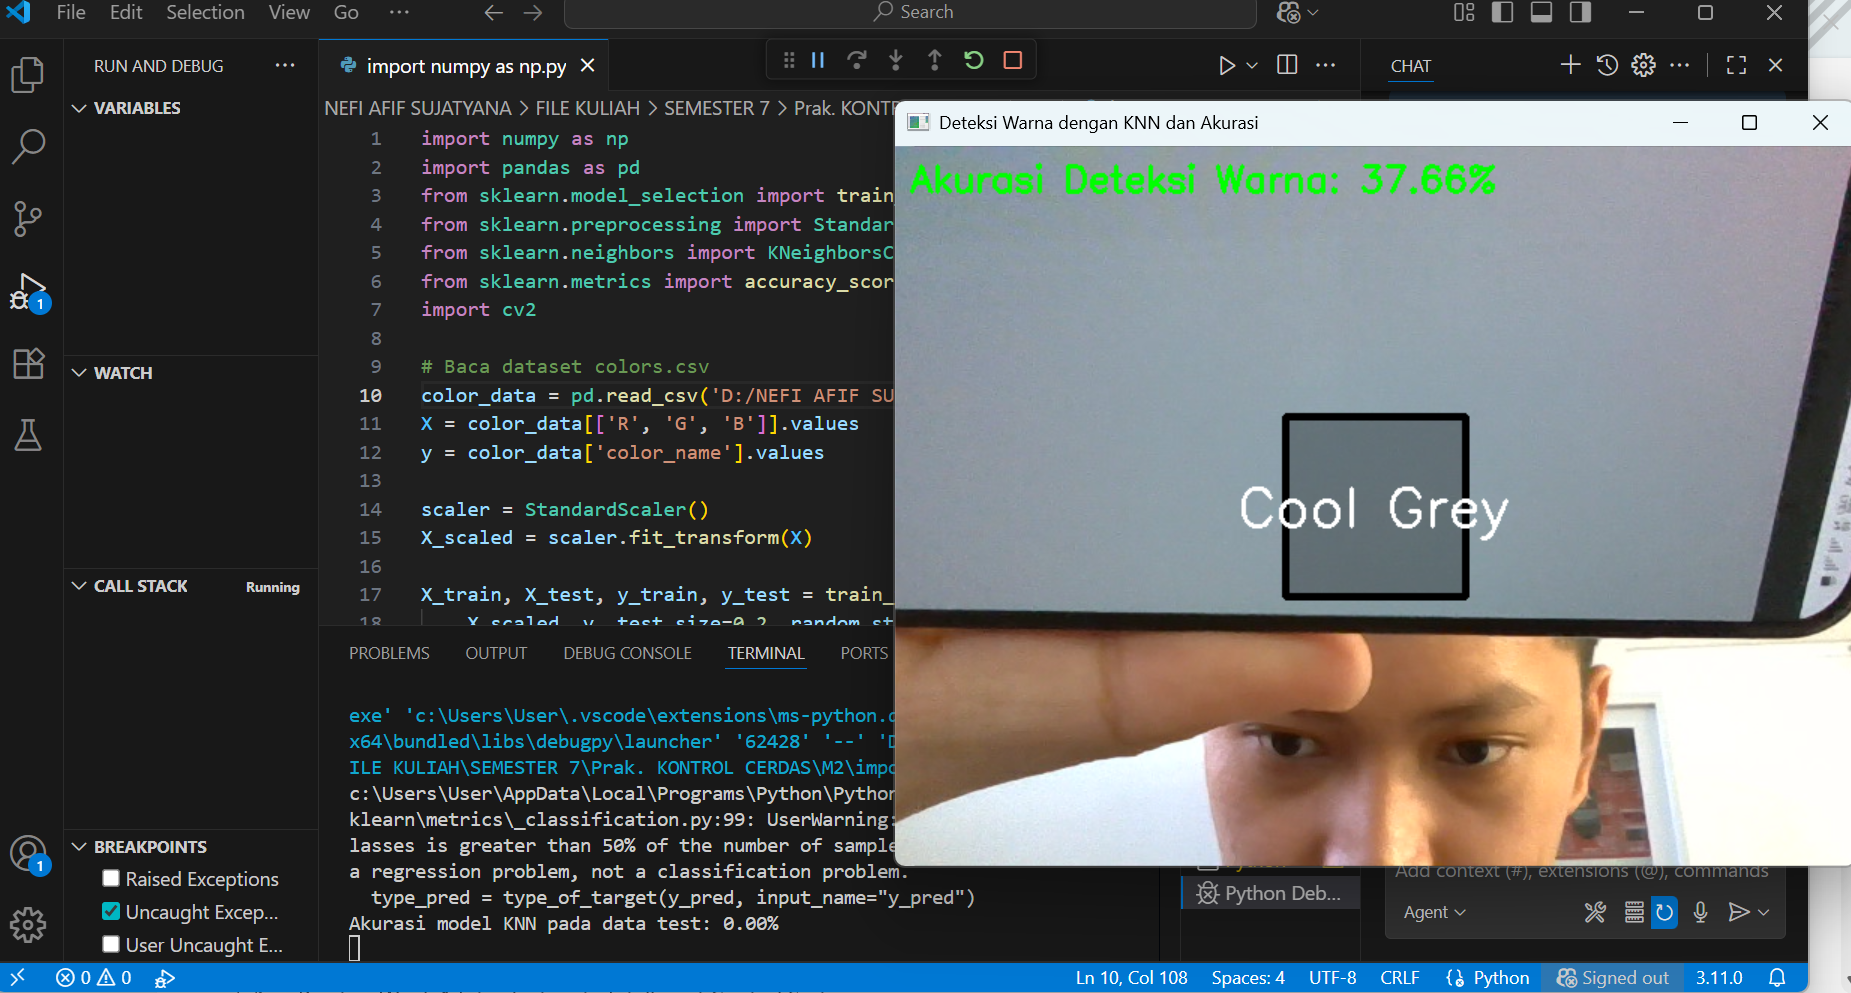 File Edit Selection View Go ··· Search
RUN AND DEBUG ···
VARIABLES
WATCH
CALL STACK Running
BREAKPOINTS
Raised Exceptions
Uncaught Excep...
User Uncaught E...
1
1
import numpy as np.py
NEFI AFIF SUJATYANA > FILE KULIAH > SEMESTER 7 > Prak. KONTR
1 import numpy as np
2 import pandas as pd
3 from sklearn.model_selection import train
4 from sklearn.preprocessing import Standar
5 from sklearn.neighbors import KNeighborsC
6 from sklearn.metrics import accuracy_scor
7 import cv2
8
9 # Baca dataset colors.csv
10 color_data = pd.read_csv('D:/NEFI AFIF SU
11 X = color_data[['R', 'G', 'B']].values
12 y = color_data['color_name'].values
13
14 scaler = StandardScaler()
15 X_scaled = scaler.fit_transform(X)
16
17 X_train, X_test, y_train, y_test = train_
18 X_scaled, y, test_size=0.2, random_st
PROBLEMS OUTPUT DEBUG CONSOLE TERMINAL PORTS
exe' 'c:\Users\User\.vscode\extensions\ms-python.d
x64\bundled\libs\debugpy\launcher' '62428' '--' 'D
ILE KULIAH\SEMESTER 7\Prak. KONTROL CERDAS\M2\impo
c:\Users\User\AppData\Local\Programs\Python\Python
klearn\metrics\_classification.py:99: UserWarning:
lasses is greater than 50% of the number of sample
a regression problem, not a classification problem.
type_pred = type_of_target(y_pred, input_name="y_pred")
Akurasi model KNN pada data test: 0.00%
CHAT
Deteksi Warna dengan KNN dan Akurasi
Akurasi Deteksi Warna: 37.66%
Cool Grey
Python Deb...
Add context (#), extensions (@), commands
Agent
0 0 Ln 10, Col 108 Spaces: 4 UTF-8 CRLF Python Signed out 3.11.0